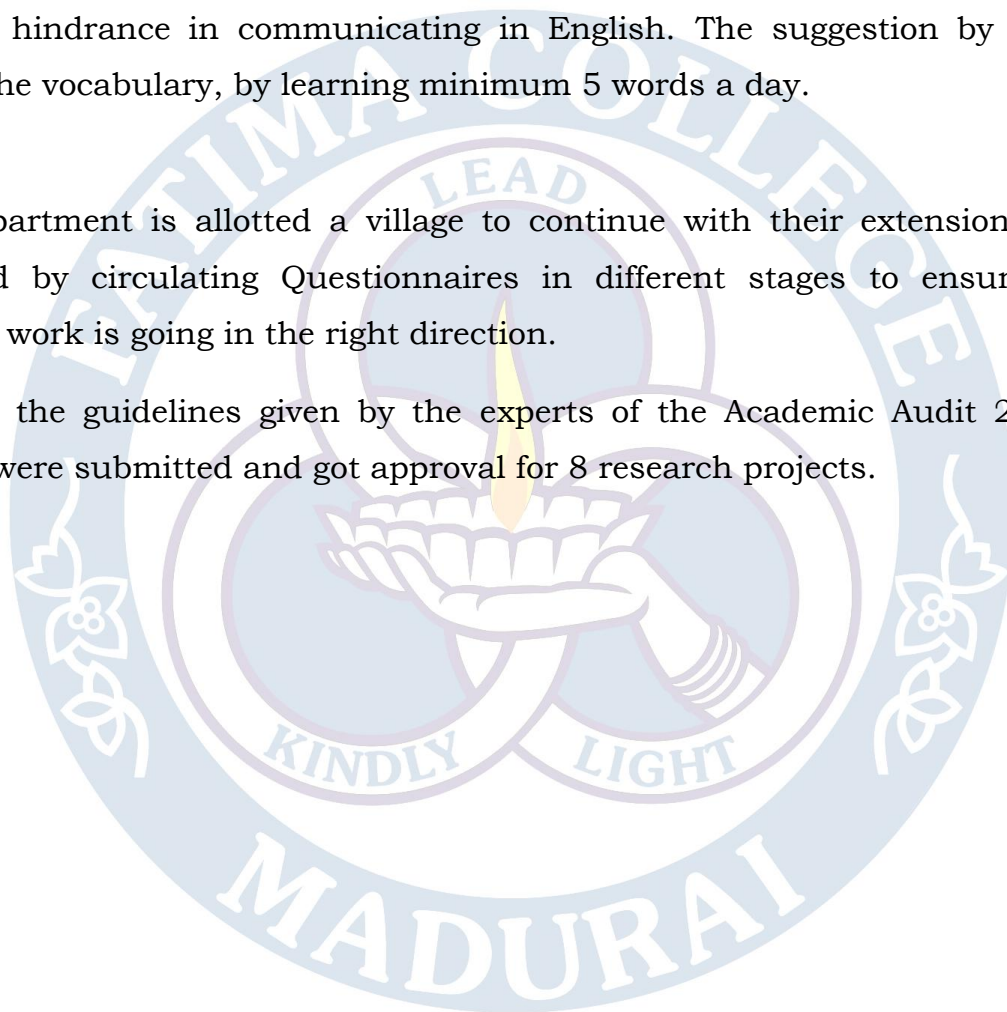 hindrance in communicating in English. The suggestion by
he vocabulary, by learning minimum 5 words a day.
partment is allotted a village to continue with their extension
d by circulating Questionnaires in different stages to ensur
work is going in the right direction.
the guidelines given by the experts of the Academic Audit 2
were submitted and got approval for 8 research projects.
FATIMA COLLEGE
LEAD
KINDLY
LIGHT
MADURAI